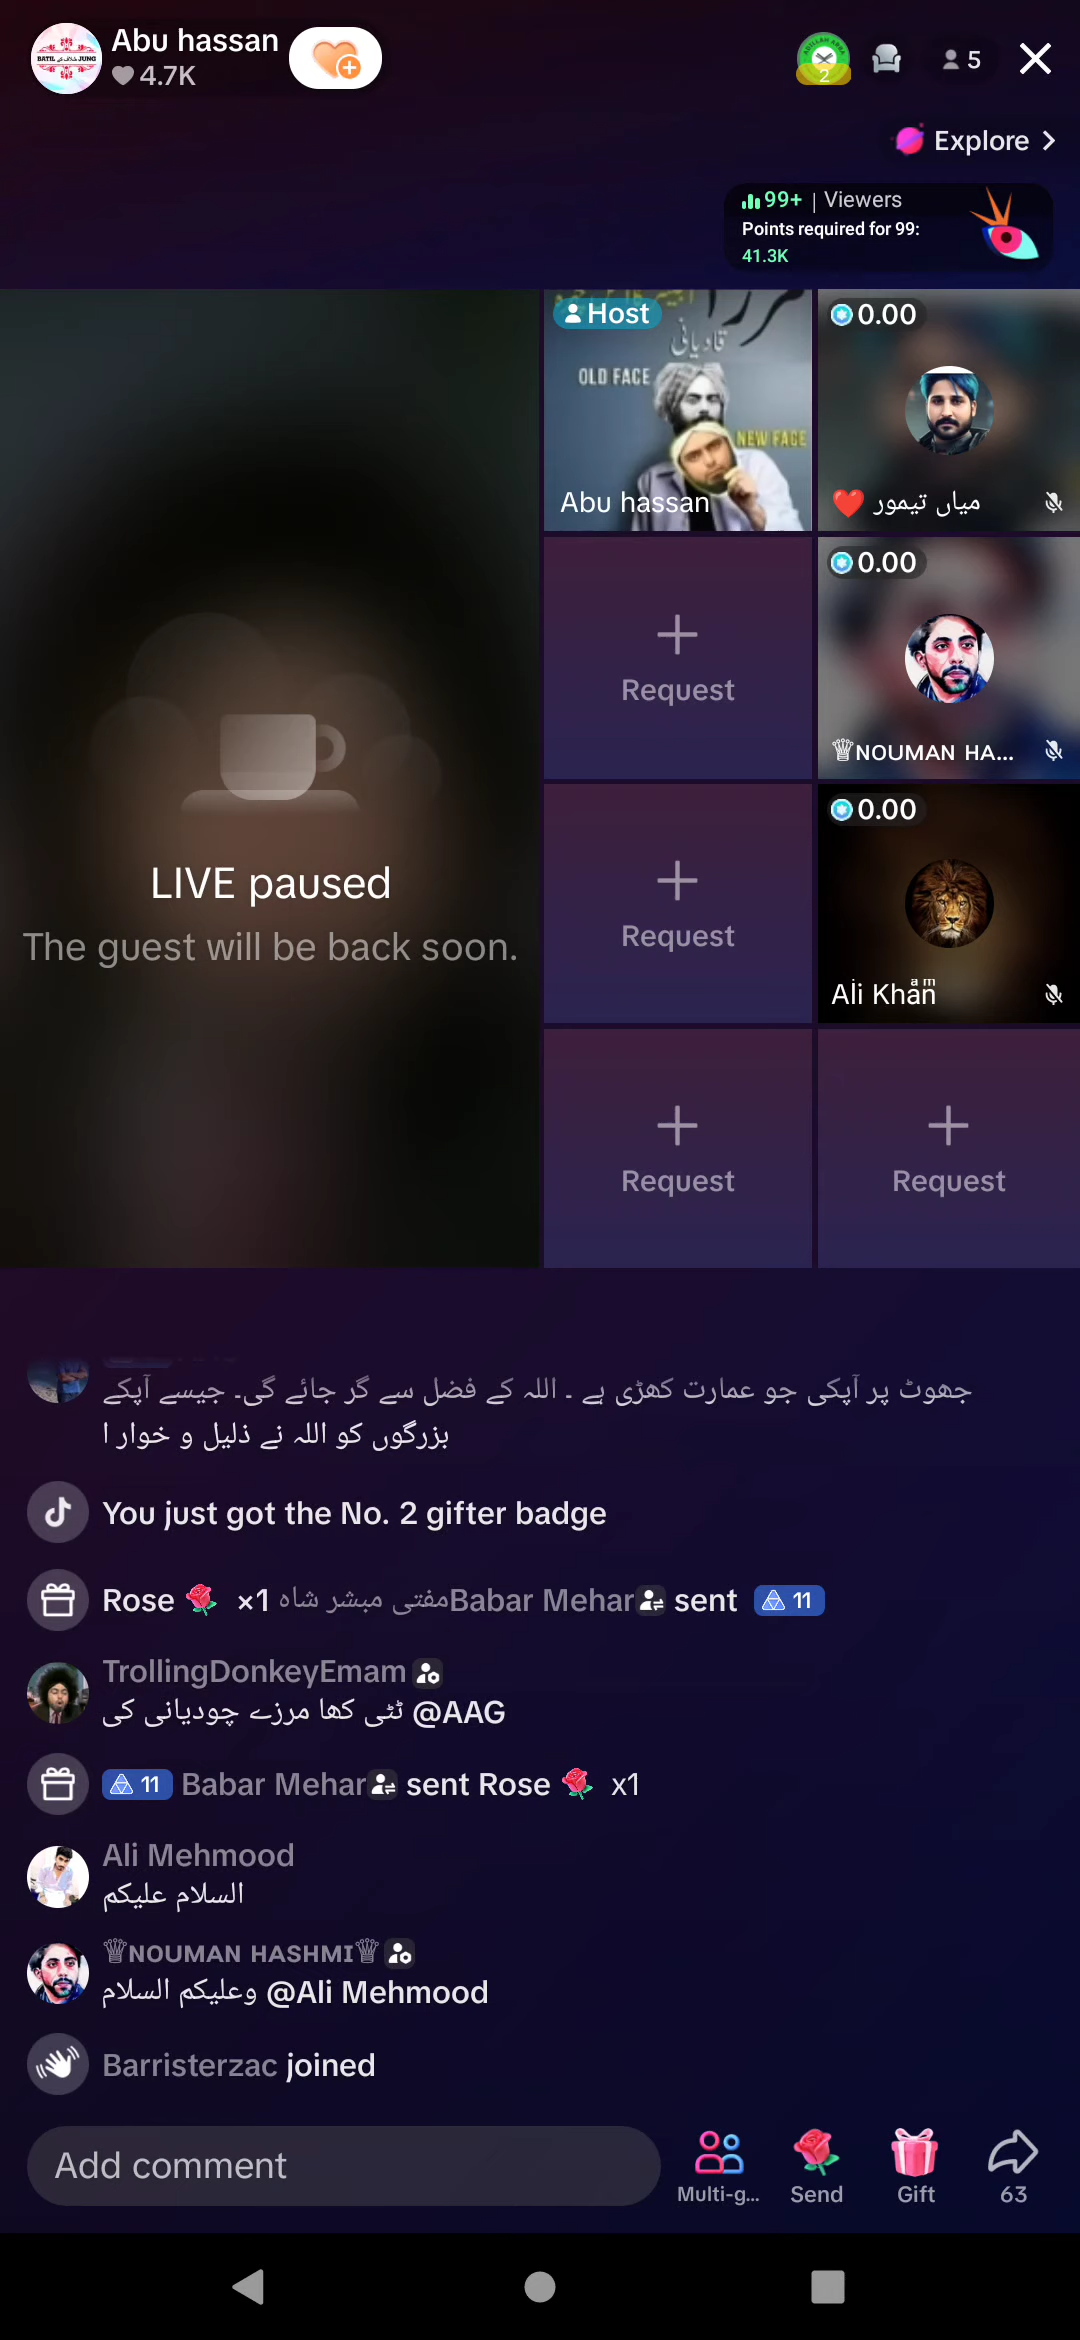 Abu hassan
4.7K
2
5
Explore
99+ | Viewers
Points required for 99:
41.3K
Host
قادیانی
OLD FACE
NEW FACE
Abu hassan
0.00
میاں تیمور ❤️
0.00
♕NOUMAN HA...
0.00
Ali Khan
Request
Request
Request
Request
LIVE paused
The guest will be back soon.
جھوٹ پر آپکی جو عمارت کھڑی ہے ۔ اللہ کے فضل سے گر جائے گی۔ جیسے آپکے
بزرگوں کو اللہ نے ذلیل و خوار ا
You just got the No. 2 gifter badge
Rose 🌹 ×1 مفتی مبشر شاہBabar Mehar sent 11
TrollingDonkeyEmam
ٹٹی کھا مرزے چودیانی کی @AAG
11 Babar Mehar sent Rose 🌹 x1
Ali Mehmood
السلام علیکم
♕NOUMAN HASHMI♕
وعلیکم السلام @Ali Mehmood
Barristerzac joined
Add comment
Multi-g...
Send
Gift
63